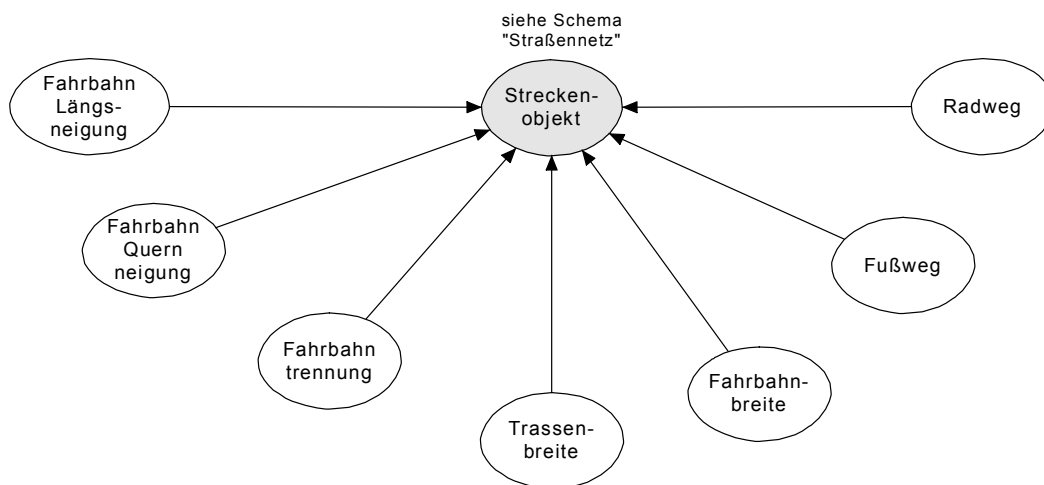 siehe Schema
"Straßennetz"
Fahrbahn
Längs-
neigung
Strecken-
objekt
Radweg
Fahrbahn
Quern
neigung
Fußweg
Fahrbahn
trennung
Fahrbahn-
breite
Trassen-
breite